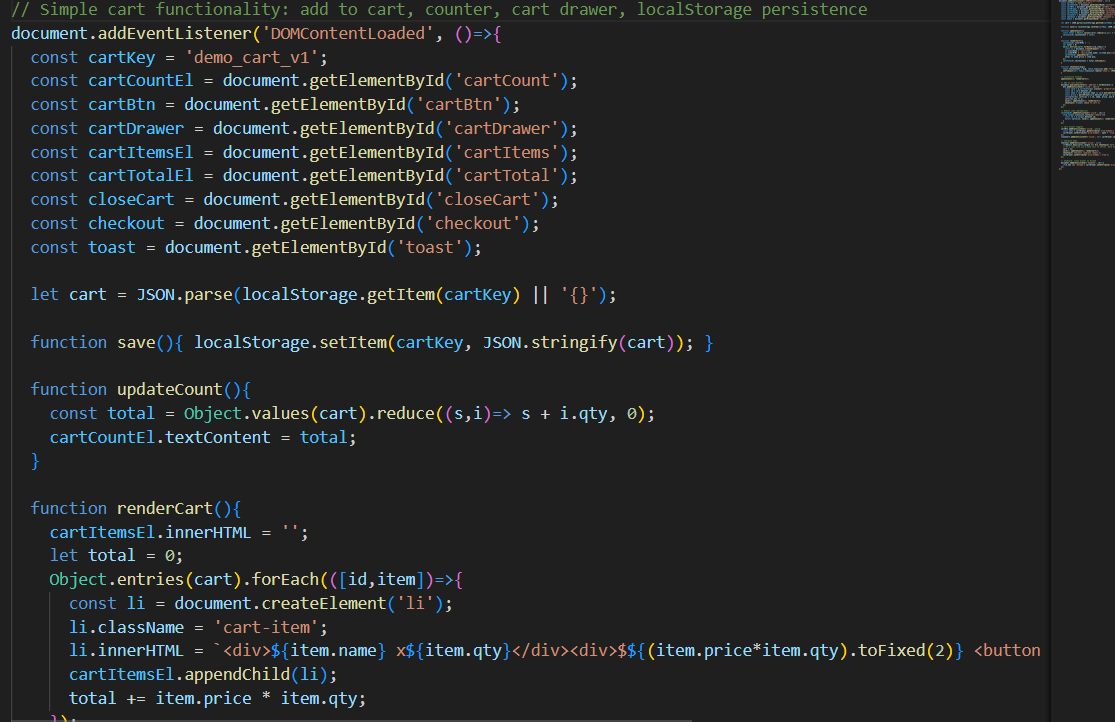 // Simple cart functionality: add to cart, counter, cart drawer, localStorage persistence
document.addEventListener('DOMContentLoaded', ()=>{
  const cartKey = 'demo_cart_v1';
  const cartCountEl = document.getElementById('cartCount');
  const cartBtn = document.getElementById('cartBtn');
  const cartDrawer = document.getElementById('cartDrawer');
  const cartItemsEl = document.getElementById('cartItems');
  const cartTotalEl = document.getElementById('cartTotal');
  const closeCart = document.getElementById('closeCart');
  const checkout = document.getElementById('checkout');
  const toast = document.getElementById('toast');

  let cart = JSON.parse(localStorage.getItem(cartKey) || '{}');

  function save(){ localStorage.setItem(cartKey, JSON.stringify(cart)); }

  function updateCount(){
    const total = Object.values(cart).reduce((s,i)=> s + i.qty, 0);
    cartCountEl.textContent = total;
  }

  function renderCart(){
    cartItemsEl.innerHTML = '';
    let total = 0;
    Object.entries(cart).forEach(([id,item])=>{
      const li = document.createElement('li');
      li.className = 'cart-item';
      li.innerHTML = `<div>${item.name} x${item.qty}</div><div>$${(item.price*item.qty).toFixed(2)} <button
      cartItemsEl.appendChild(li);
      total += item.price * item.qty;
    });